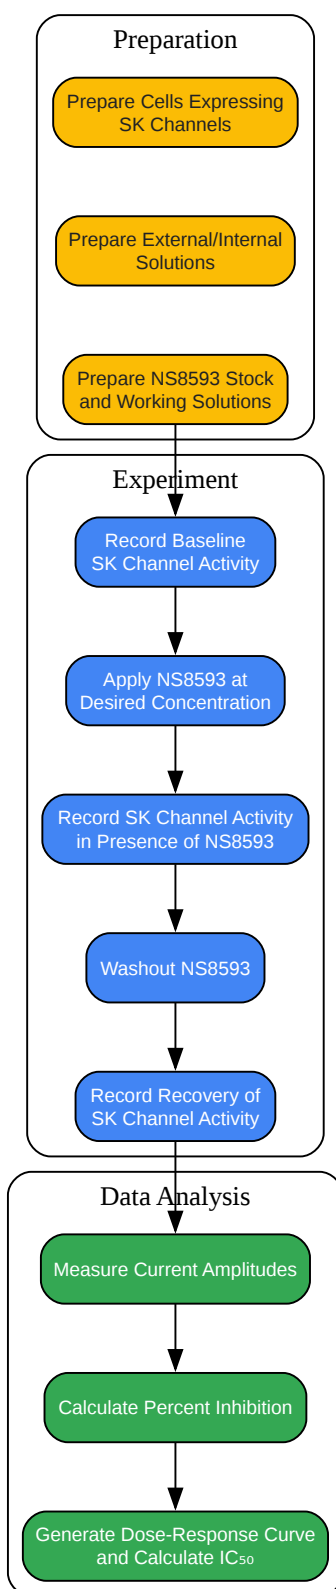 Preparation
Prepare Cells Expressing
SK Channels
Prepare External/Internal
Solutions
Prepare NS8593 Stock
and Working Solutions
Experiment
Record Baseline
SK Channel Activity
Apply NS8593 at
Desired Concentration
Record SK Channel Activity
in Presence of NS8593
Washout NS8593
Record Recovery of
SK Channel Activity
Data Analysis
Measure Current Amplitudes
Calculate Percent Inhibition
Generate Dose-Response Curve
and Calculate IC₅₀